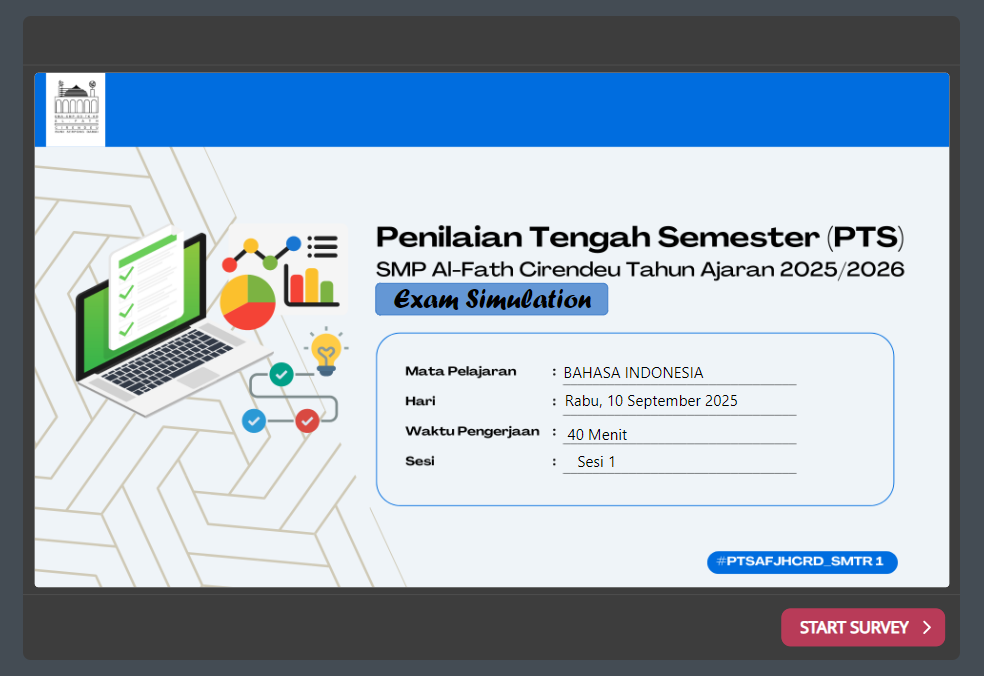 Penilaian Tengah Semester (PTS)
SMP Al-Fath Cirendeu Tahun Ajaran 2025/2026
Exam Simulation
Mata Pelajaran : BAHASA INDONESIA
Hari : Rabu, 10 September 2025
Waktu Pengerjaan : 40 Menit
Sesi : Sesi 1
#PTSAFJHCRD_SMTR 1
START SURVEY